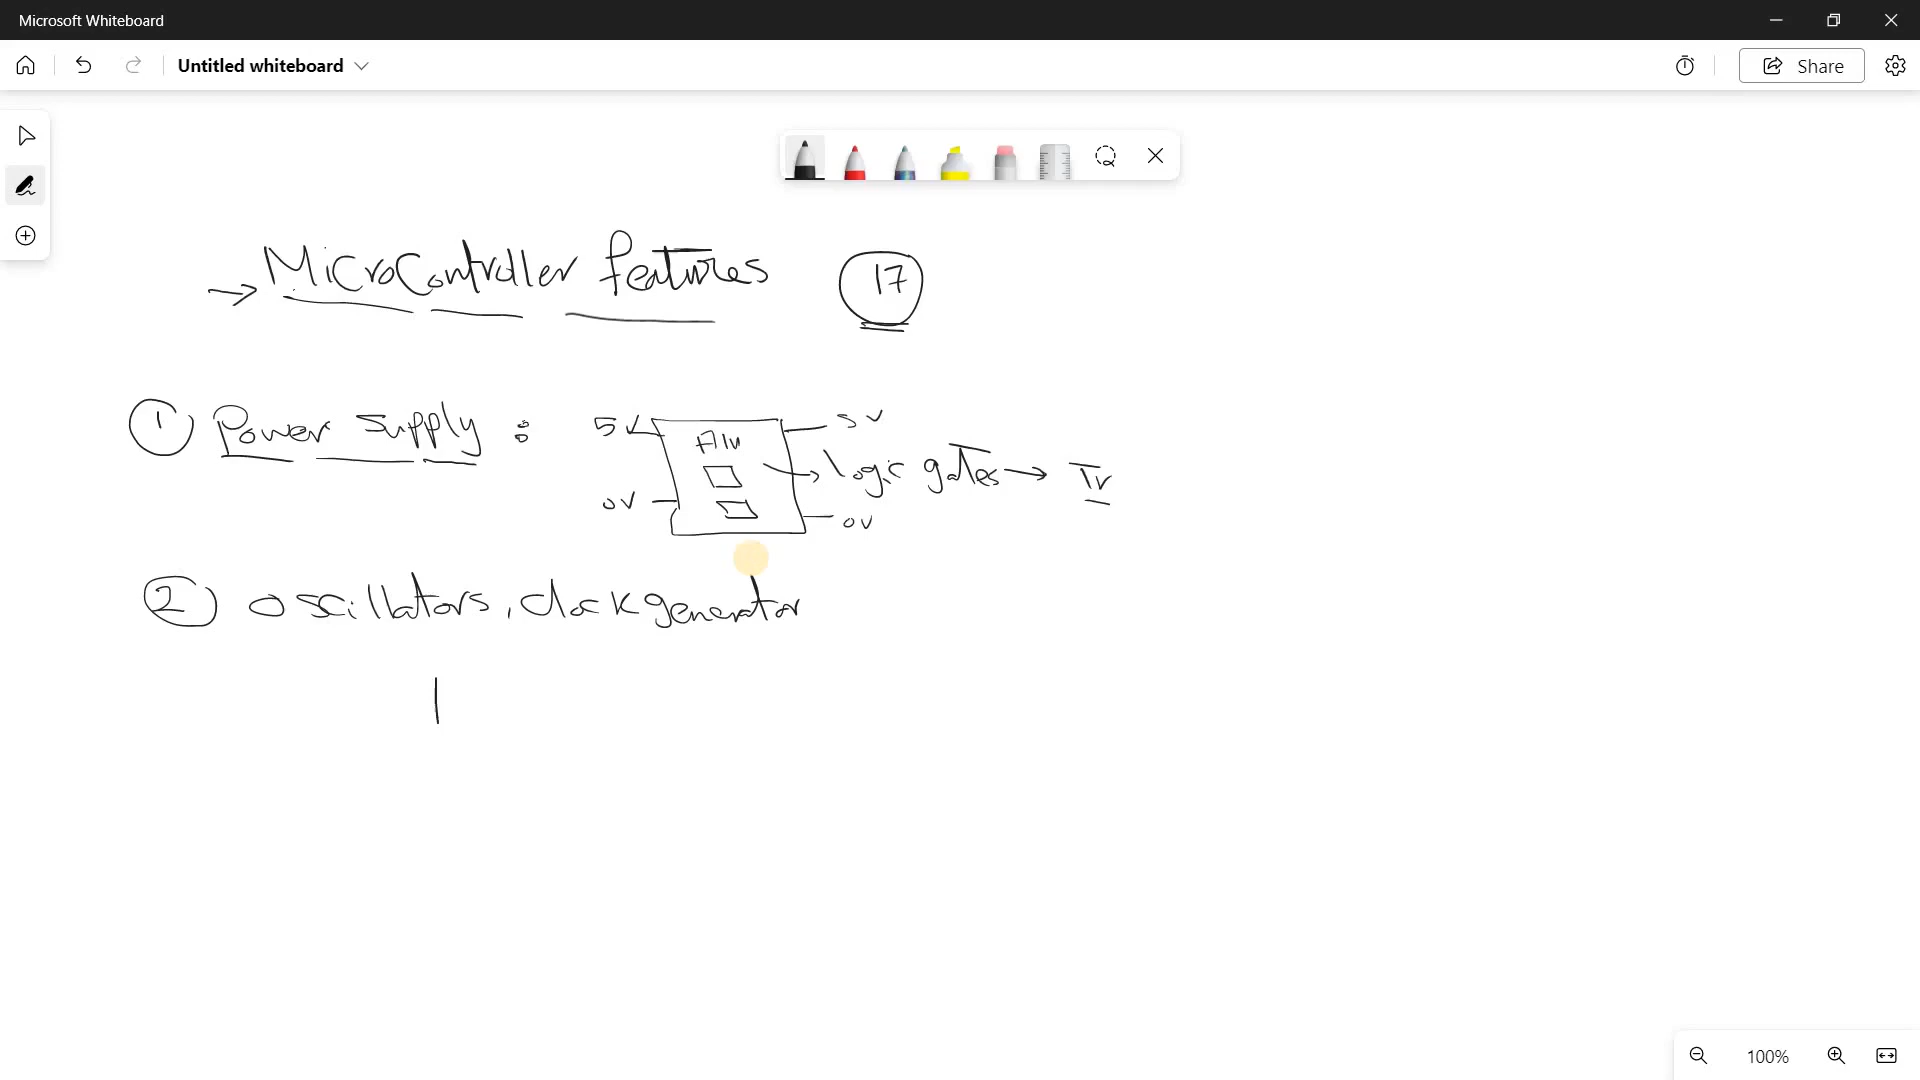 Microsoft Whiteboard
Untitled whiteboard
Share
→ MicroController features 17
① Power supply : 5V Alu 5V
logic gates → Tr
0V 0V
② oscillators, clock generator
100%